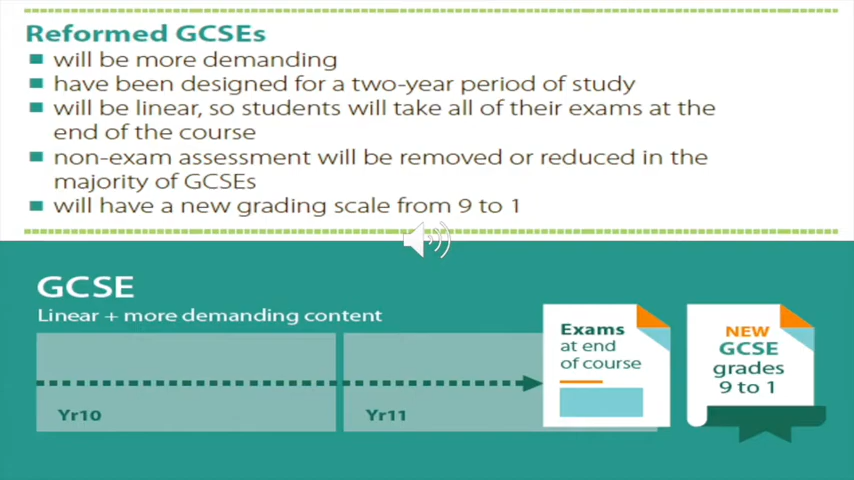 Reformed GCSEs
will be more demanding
have been designed for a two-year period of study
will be linear, so students will take all of their exams at the
end of the course
non-exam assessment will be removed or reduced in the
majority of GCSEs
will have a new grading scale from 9 to 1
GCSE
Linear + more demanding content
Yr10
Yr11
Exams
at end
of course
NEW
GCSE
grades
9 to 1